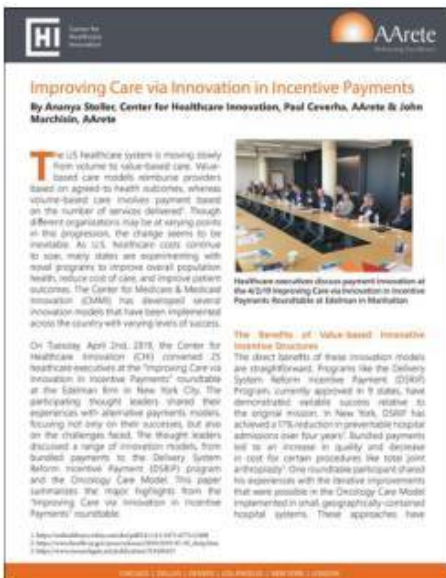 CHI
Center for
Healthcare
Innovation
AArete
Improving Care via Innovation in Incentive Payments
By Ananya Stoller, Center for Healthcare Innovation, Paul Ceverha, AArete & John
Marchisin, AArete
The US healthcare system is moving slowly
from volume to value-based care. Value-
based care models reimburse providers
based on agreed-to health outcomes, whereas
volume-based care involves payment based
on the number of services delivered¹. Though
different organizations may be at varying points
in this progression, the change seems to be
inevitable. As U.S. healthcare costs continue
to soar, many states are experimenting with
novel programs to improve overall population
health, reduce cost of care, and improve patient
outcomes. The Center for Medicare & Medicaid
Innovation (CMMI) has developed several
innovation models that have been implemented
across the country with varying levels of success.
On Tuesday, April 2nd, 2019, the Center for
Healthcare Innovation (CHI) convened 25
healthcare executives at the "Improving Care via
Innovation in Incentive Payments" roundtable
at the Edelman firm in New York City. The
participating thought leaders shared their
experiences with alternative payments models,
focusing not only on their successes, but also
on the challenges faced. The thought leaders
discussed a range of innovation models, from
bundled payments to the Delivery System
Reform Incentive Payment (DSRIP) program
and the Oncology Care Model. This paper
summarizes the major highlights from the
"Improving Care via Innovation in Incentive
Payments" roundtable.
Healthcare executives discuss payment innovation at
the 4/2/19 Improving Care via Innovation in Incentive
Payments Roundtable at Edelman in Manhattan.
The Benefits of Value-based Innovative
Incentive Structures
The direct benefits of these innovation models
are straightforward. Programs like the Delivery
System Reform Incentive Payment (DSRIP)
Program, currently approved in 9 states, have
demonstrated variable success relative to
the original mission. In New York, DSRIP has
achieved a 17% reduction in preventable hospital
admissions over four years². Bundled payments
led to an increase in quality and decrease
in cost for certain procedures like total joint
arthroplasty³. One roundtable participant shared
his experiences with the iterative improvements
that were possible in the Oncology Care Model
implemented in small, geographically-contained
hospital systems. These approaches have
CHICAGO | DALLAS | DENVER | LOS ANGELES | NEW YORK | LONDON